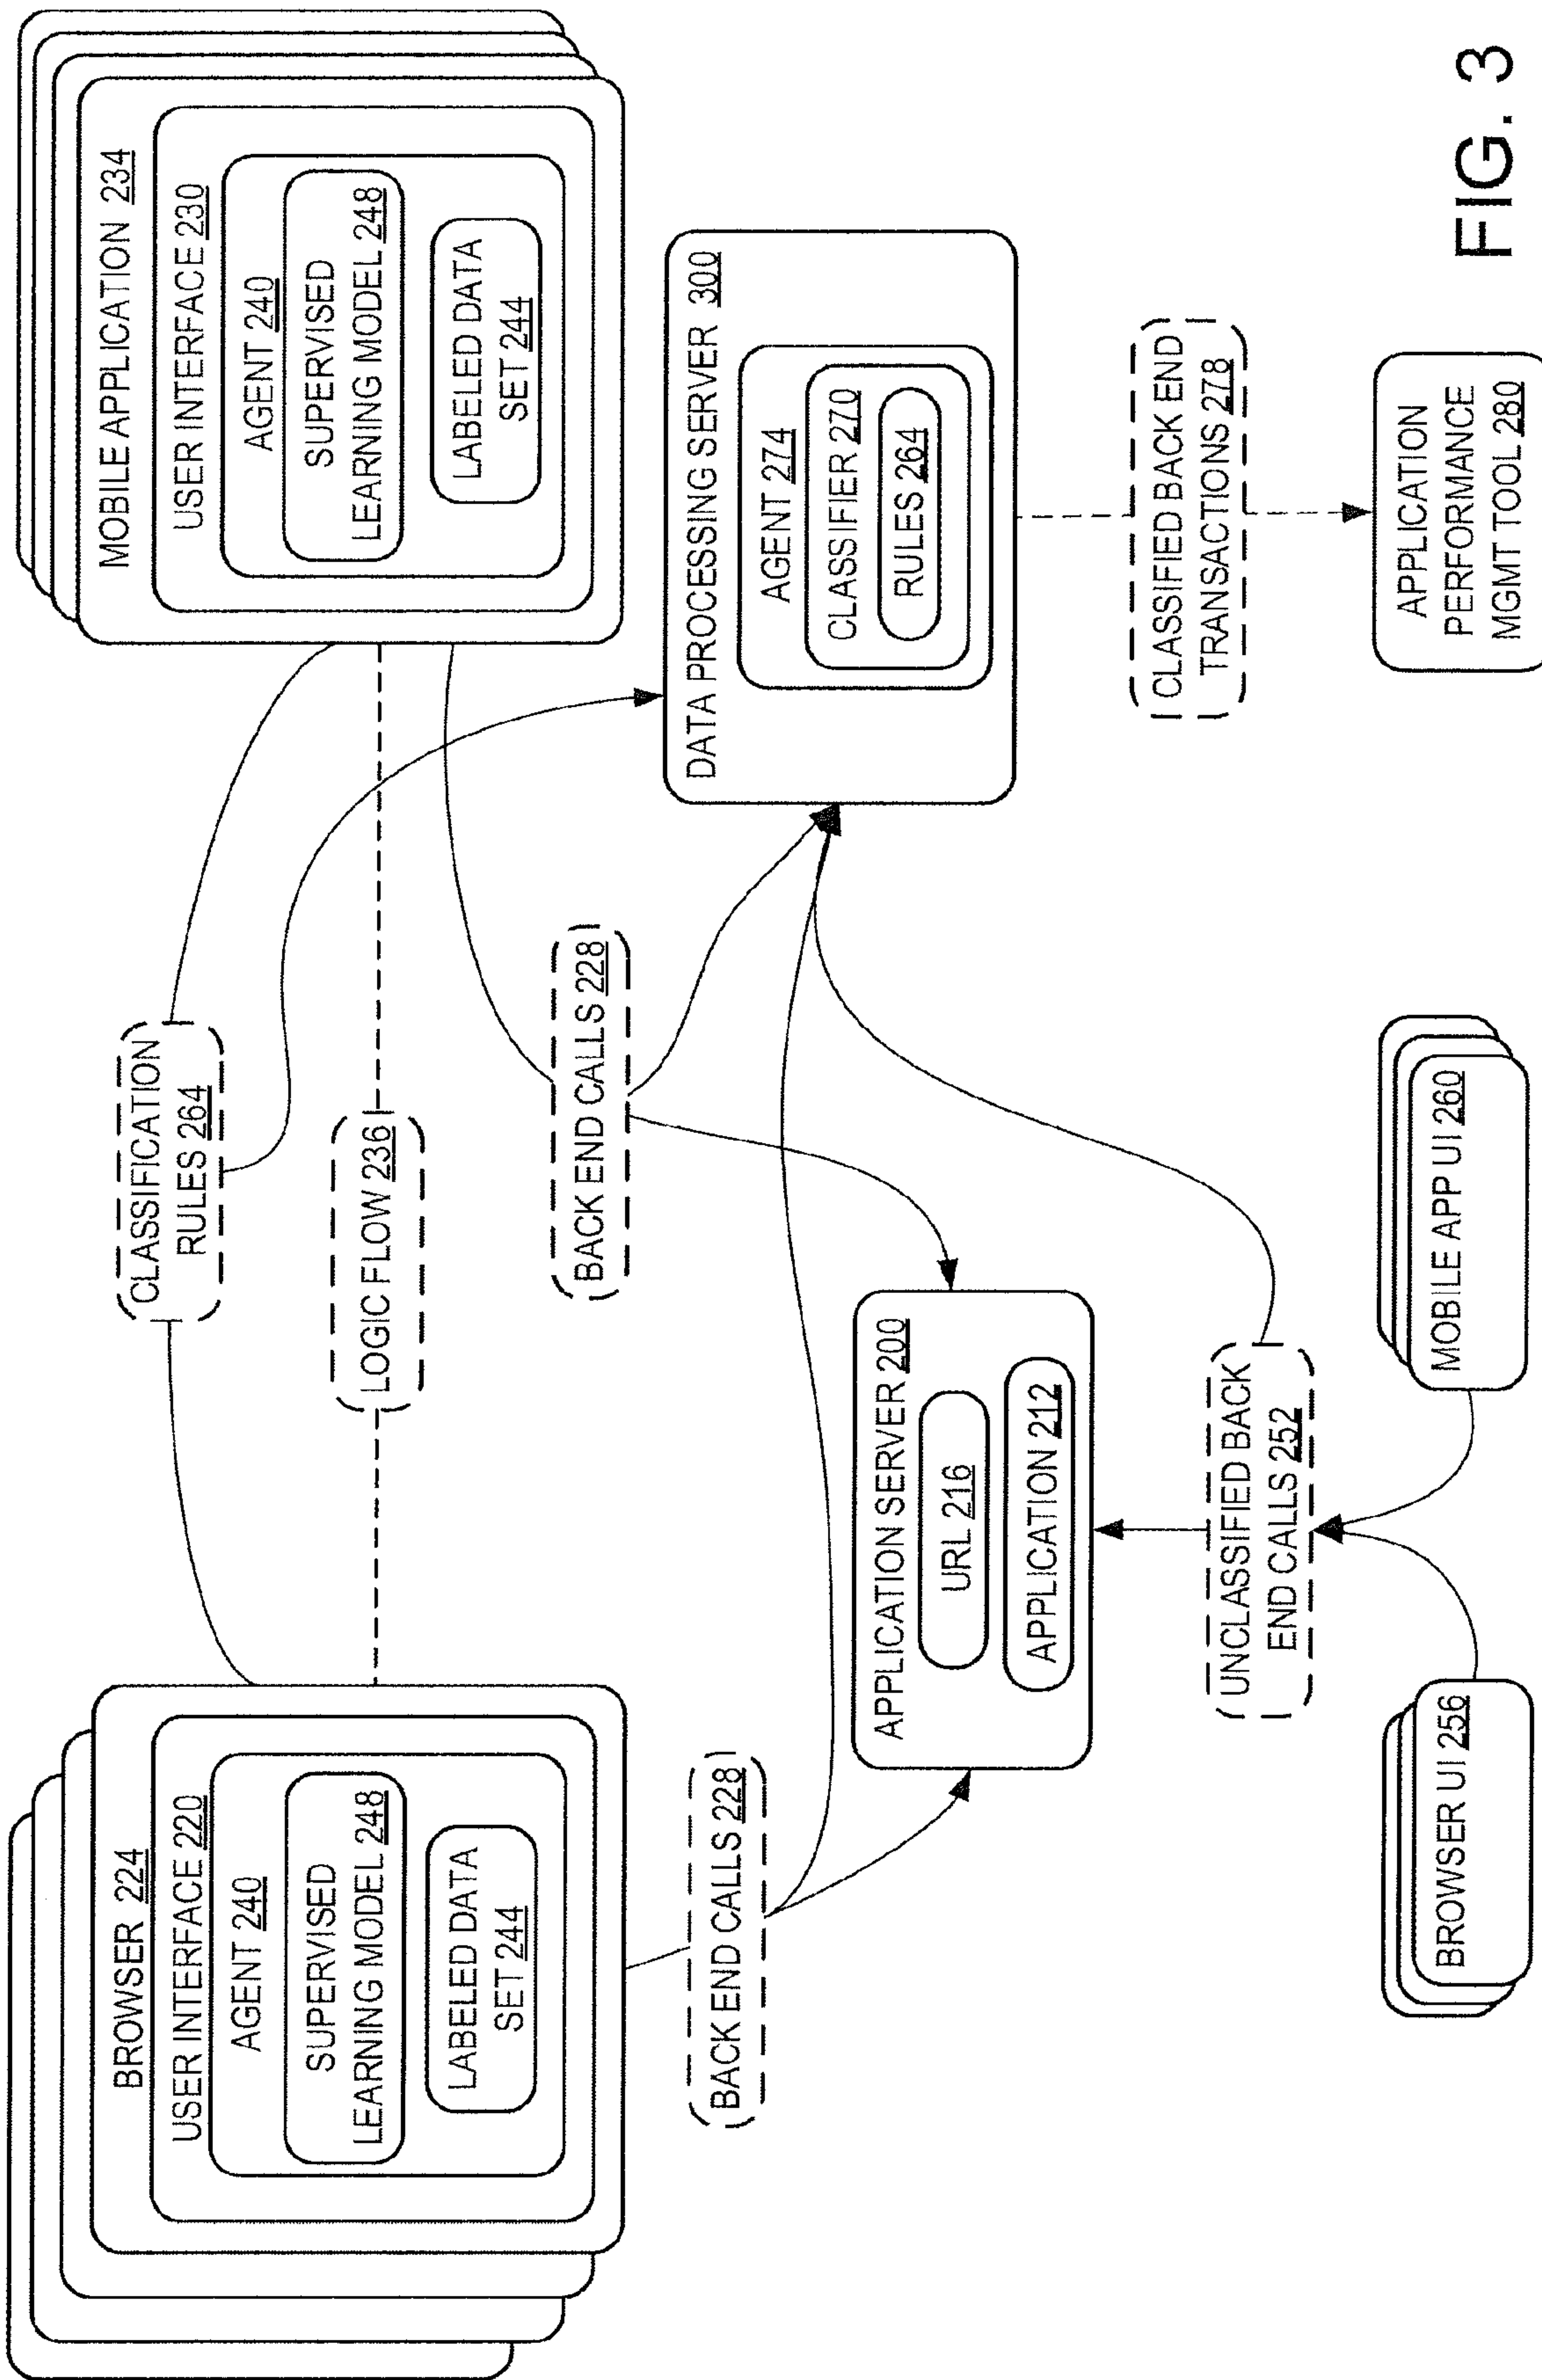 BROWSER 224
USER INTERFACE 220
AGENT 240
SUPERVISED
LEARNING MODEL 248
LABELED DATA
SET 244
CLASSIFICATION
RULES 264
LOGIC FLOW 236
MOBILE APPLICATION 234
USER INTERFACE 230
AGENT 240
SUPERVISED
LEARNING MODEL 248
LABELED DATA
SET 244
BACK END CALLS 228
BACK END CALLS 228
DATA PROCESSING SERVER 300
AGENT 274
CLASSIFIER 270
RULES 264
APPLICATION SERVER 200
URL 216
APPLICATION 212
UNCLASSIFIED BACK
END CALLS 252
CLASSIFIED BACK END
TRANSACTIONS 278
BROWSER UI 256
MOBILE APP UI 260
APPLICATION
PERFORMANCE
MGMT TOOL 280
FIG. 3